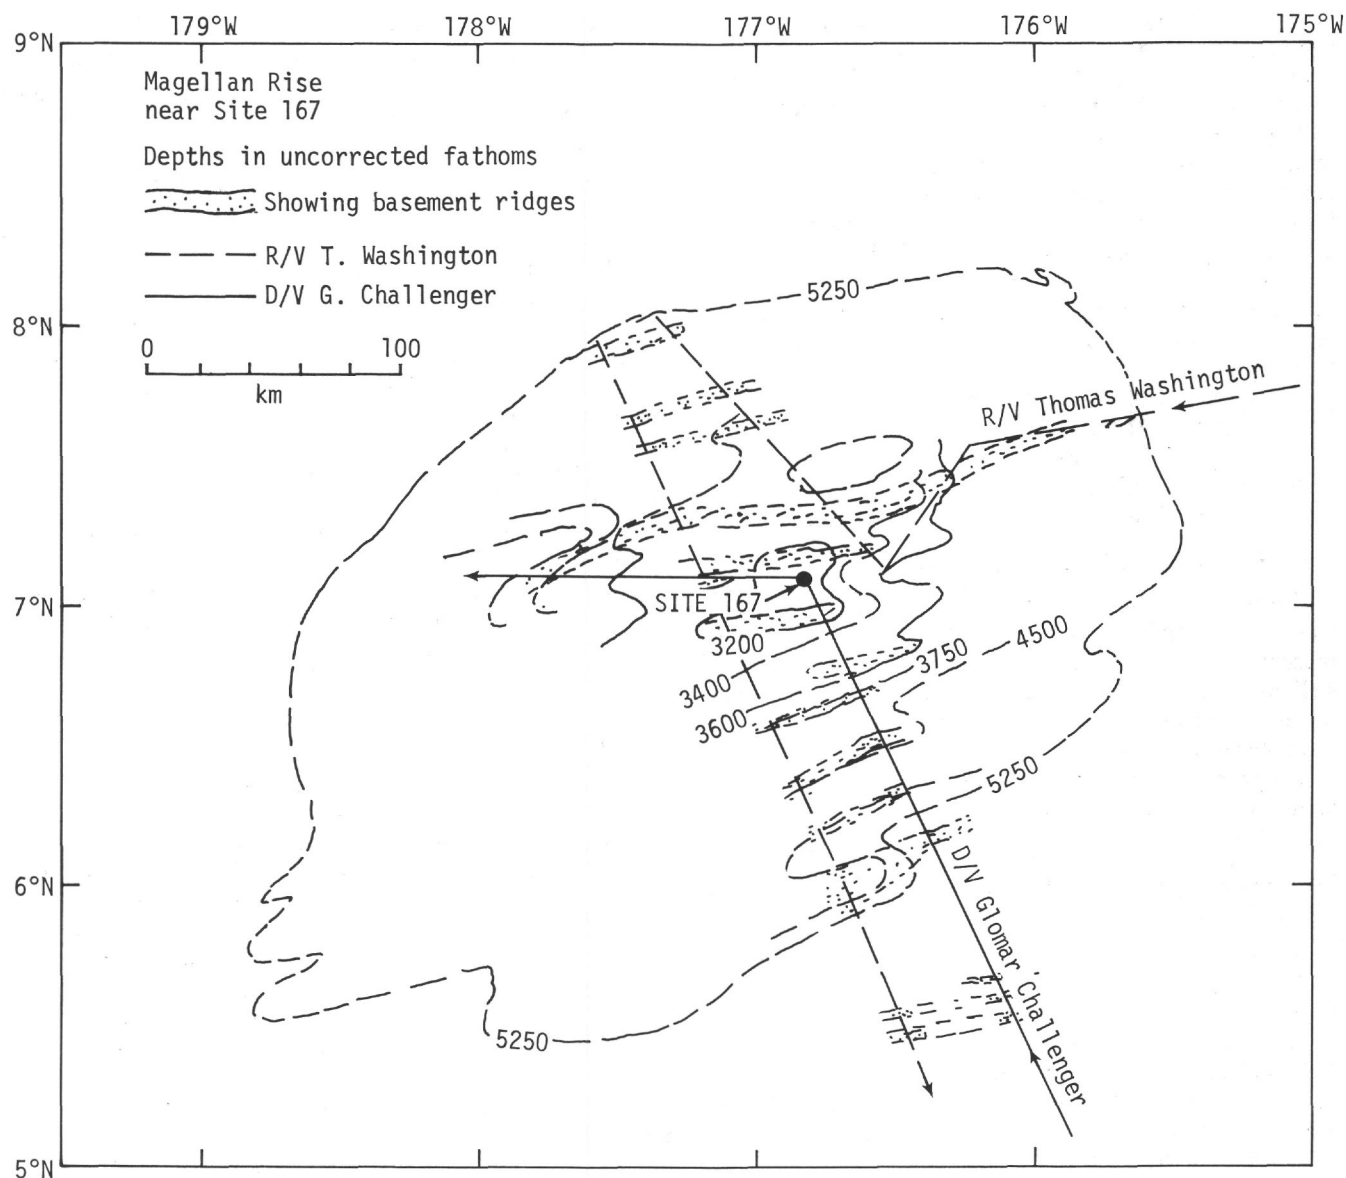 179°W 178°W 177°W 176°W 175°W
9°N
Magellan Rise
near Site 167
Depths in uncorrected fathoms
Showing basement ridges
R/V T. Washington
D/V G. Challenger
0 100
km
5250
8°N
R/V Thomas Washington
7°N
SITE 167
3200
3400
3600
3750
4500
5250
6°N
D/V Glomar Challenger
5250
5°N